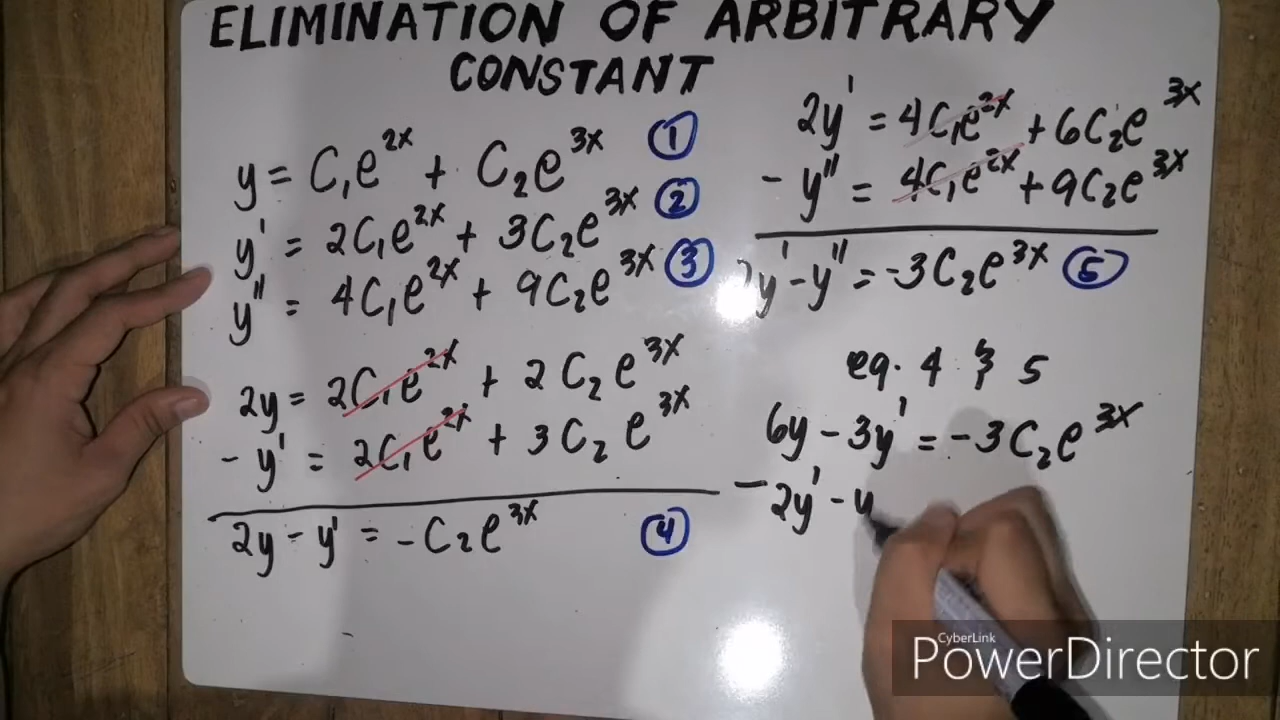 ELIMINATION OF ARBITRARY
CONSTANT
y = C₁e^2x + C₂e^3x ①
y' = 2C₁e^2x + 3C₂e^3x ②
y'' = 4C₁e^2x + 9C₂e^3x ③
2y = 2C₁e^2x + 2C₂e^3x
- y' = 2C₁e^2x + 3C₂e^3x
2y - y' = -C₂e^3x ④
2y' = 4C₁e^2x + 6C₂e^3x
- y'' = 4C₁e^2x + 9C₂e^3x
2y' - y'' = -3C₂e^3x ⑤
eq. 4 & 5
6y - 3y' = -3C₂e^3x
- 2y' - y
CyberLink
PowerDirector